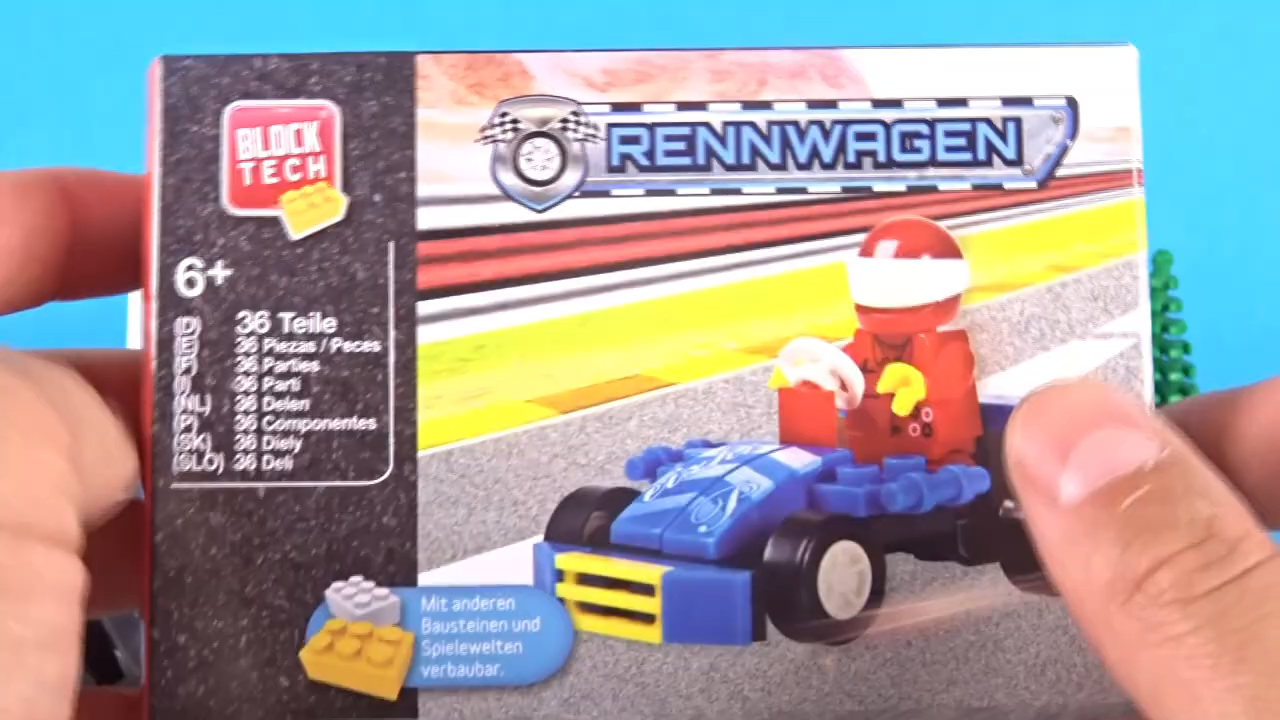 BLOCK
TECH
RENNWAGEN
6+
(D) 36 Teile
(E) 36 Piezas / Peces
(F) 36 Parties
(I) 36 Parti
(NL) 36 Delen
(P) 36 Componentes
(SK) 36 Diely
(SLO) 36 Deli
Mit anderen
Bausteinen und
Spielewelten
verbaubar.